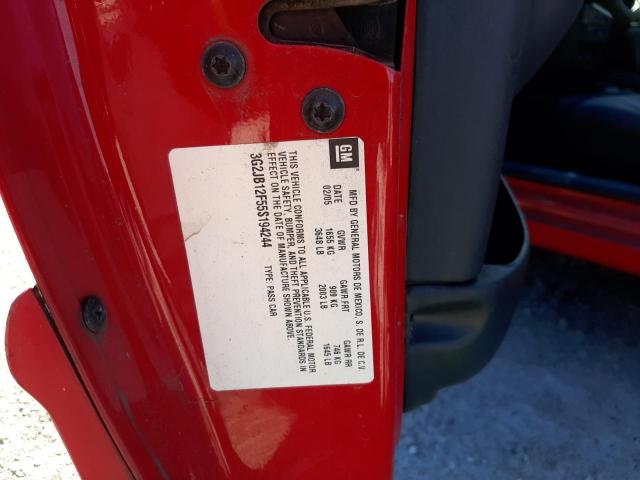 GM
MFD BY GENERAL MOTORS DE MEXICO, S. DE R.L. DE C.V.
DATE GVWR GAWR FRT GAWR RR
02/05 1655 KG 909 KG 746 KG
3648 LB 2003 LB 1645 LB
THIS VEHICLE CONFORMS TO ALL APPLICABLE U.S. FEDERAL MOTOR
VEHICLE SAFETY, BUMPER, AND THEFT PREVENTION STANDARDS IN
EFFECT ON THE DATE OF MANUFACTURE SHOWN ABOVE.
3G2JB12F55S194244 TYPE: PASS CAR